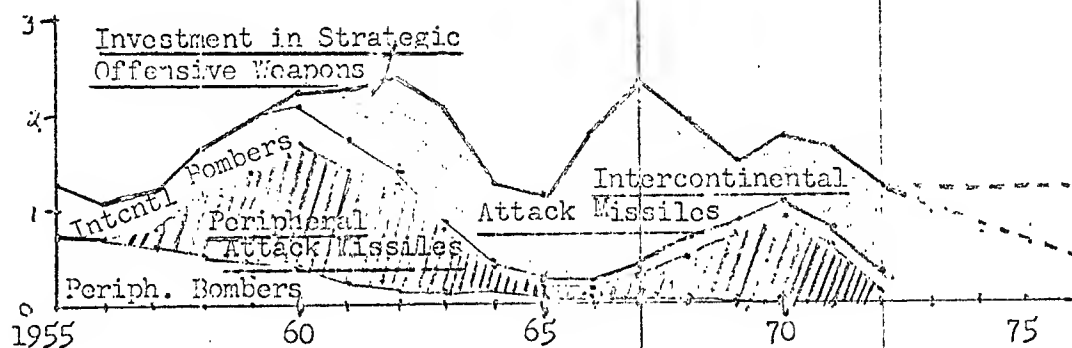 3
Investment in Strategic
Offensive Weapons
2
Intcntl Bombers
Intercontinental
Attack Missiles
1
Peripheral
Attack Missiles
Periph. Bombers
0
1955 60 65 70 75